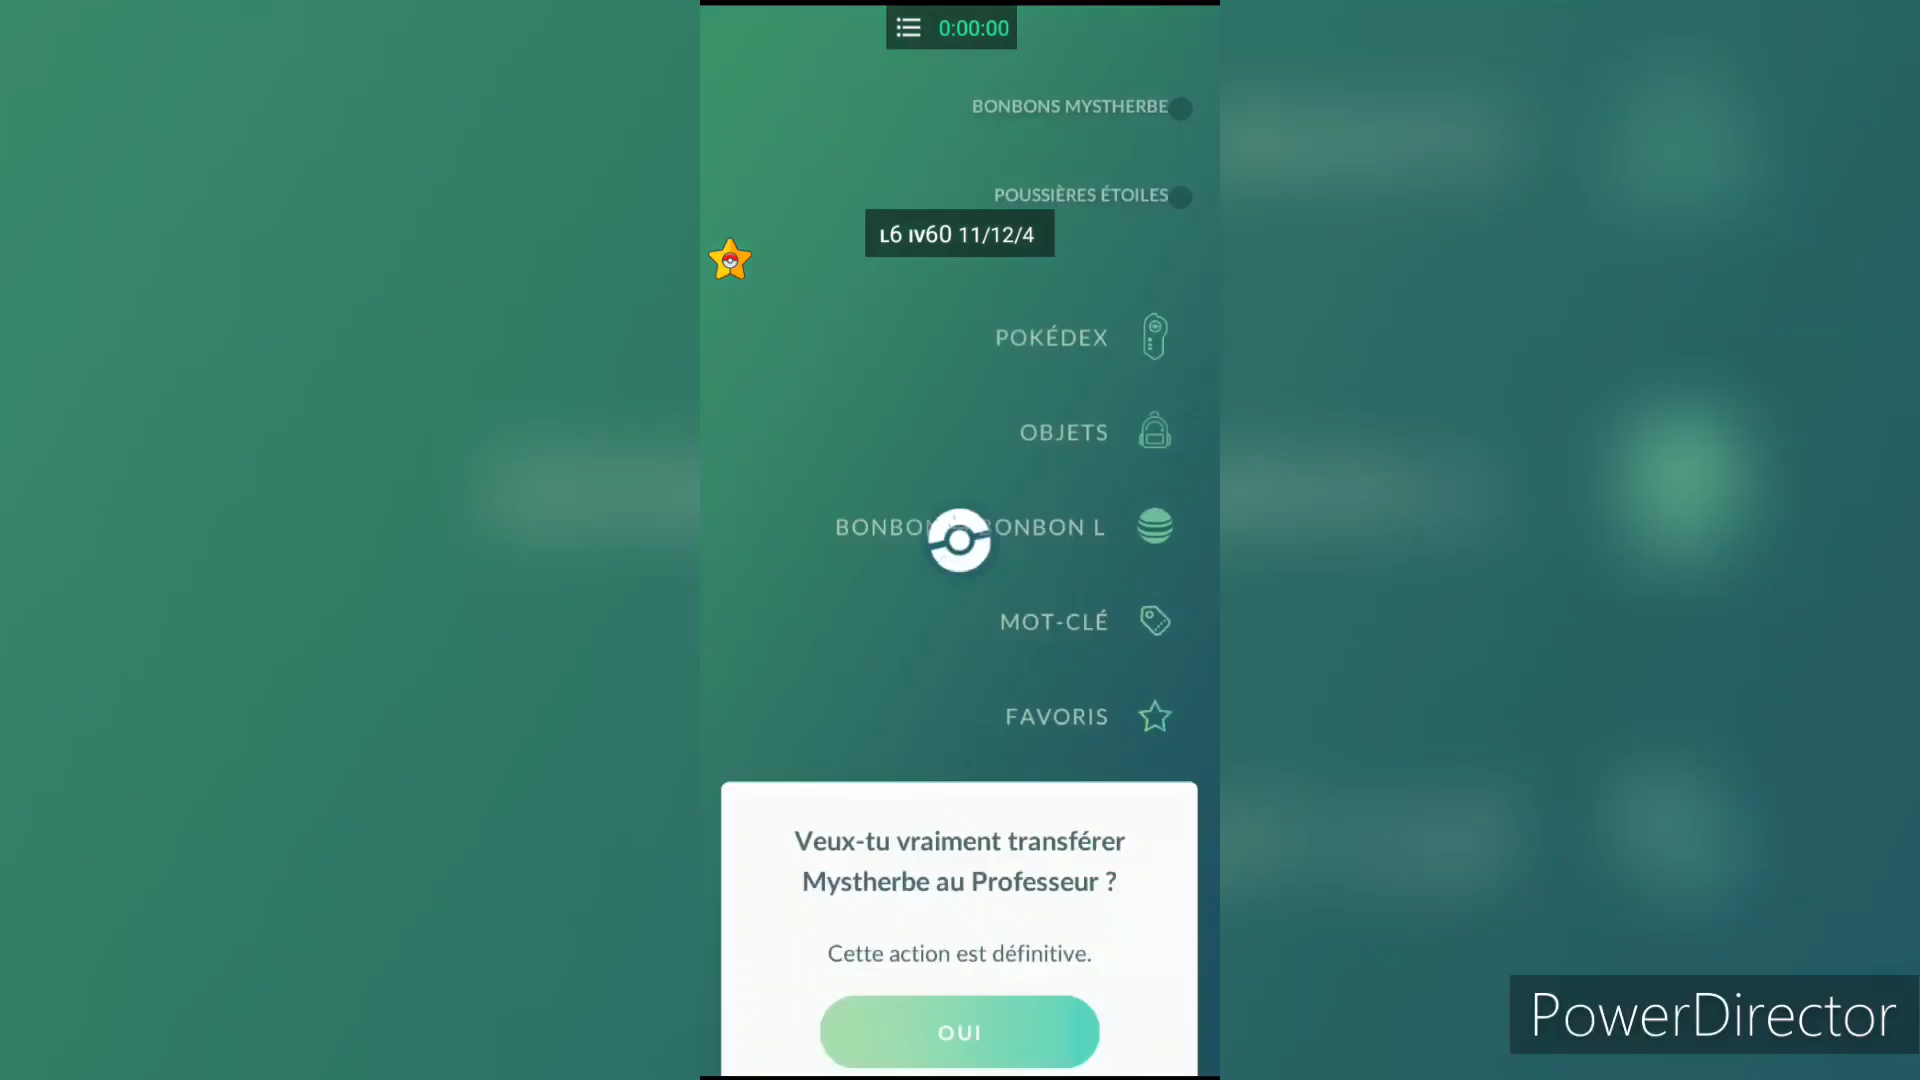 0:00:00
BONBONS MYSTHERBE
POUSSIÈRES ÉTOILES
L6 IV60 11/12/4
POKÉDEX
OBJETS
BONBON L
MOT-CLÉ
FAVORIS
Veux-tu vraiment transférer
Mystherbe au Professeur ?
Cette action est définitive.
OUI
PowerDirector